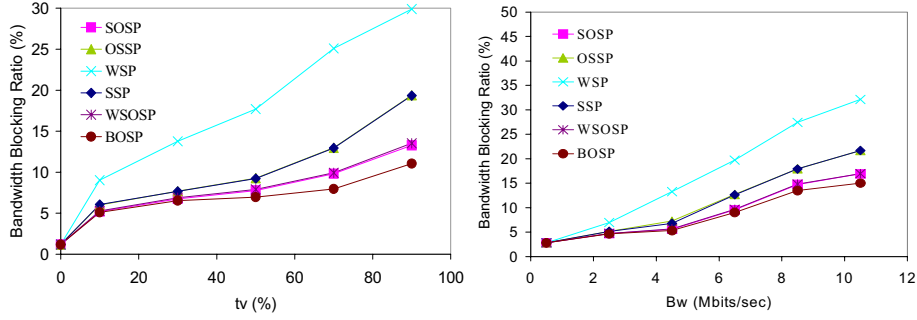 Bandwidth Blocking Ratio (%)
30
25
20
15
10
5
0
SOSP
OSSP
WSP
SSP
WSOSP
BOSP
0 20 40 60 80 100
tv (%)
Bandwidth Blocking Ratio (%)
50
45
40
35
30
25
20
15
10
5
0
SOSP
OSSP
WSP
SSP
WSOSP
BOSP
0 2 4 6 8 10 12
Bw (Mbits/sec)